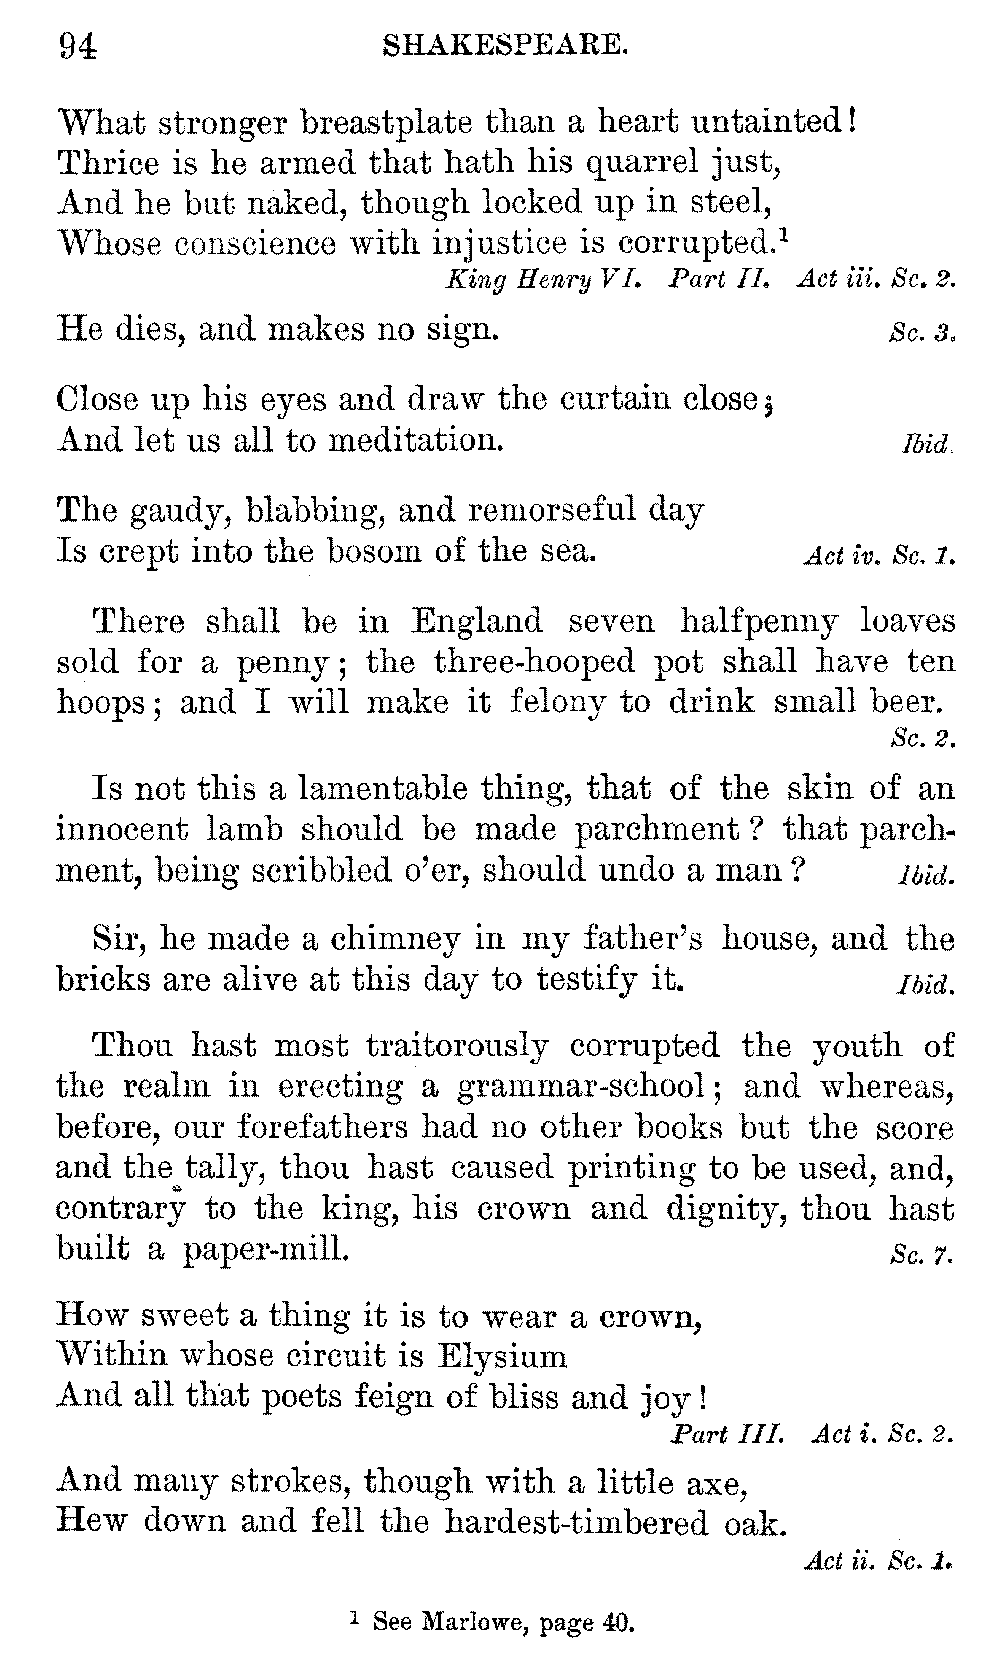 94 SHAKESPEARE.
What stronger breastplate than a heart untainted!
Thrice is he armed that hath his quarrel just,
And he but naked, though locked up in steel,
Whose conscience with injustice is corrupted.¹
King Henry VI. Part II. Act iii. Sc. 2.
He dies, and makes no sign. Sc. 3.
Close up his eyes and draw the curtain close;
And let us all to meditation. Ibid.
The gaudy, blabbing, and remorseful day
Is crept into the bosom of the sea. Act iv. Sc. 1.
There shall be in England seven halfpenny loaves
sold for a penny; the three-hooped pot shall have ten
hoops; and I will make it felony to drink small beer.
Sc. 2.
Is not this a lamentable thing, that of the skin of an
innocent lamb should be made parchment? that parch-
ment, being scribbled o'er, should undo a man? Ibid.
Sir, he made a chimney in my father's house, and the
bricks are alive at this day to testify it. Ibid.
Thou hast most traitorously corrupted the youth of
the realm in erecting a grammar-school; and whereas,
before, our forefathers had no other books but the score
and the tally, thou hast caused printing to be used, and,
contrary to the king, his crown and dignity, thou hast
built a paper-mill. Sc. 7.
How sweet a thing it is to wear a crown,
Within whose circuit is Elysium
And all that poets feign of bliss and joy!
Part III. Act i. Sc. 2.
And many strokes, though with a little axe,
Hew down and fell the hardest-timbered oak.
Act ii. Sc. 1.
¹ See Marlowe, page 40.